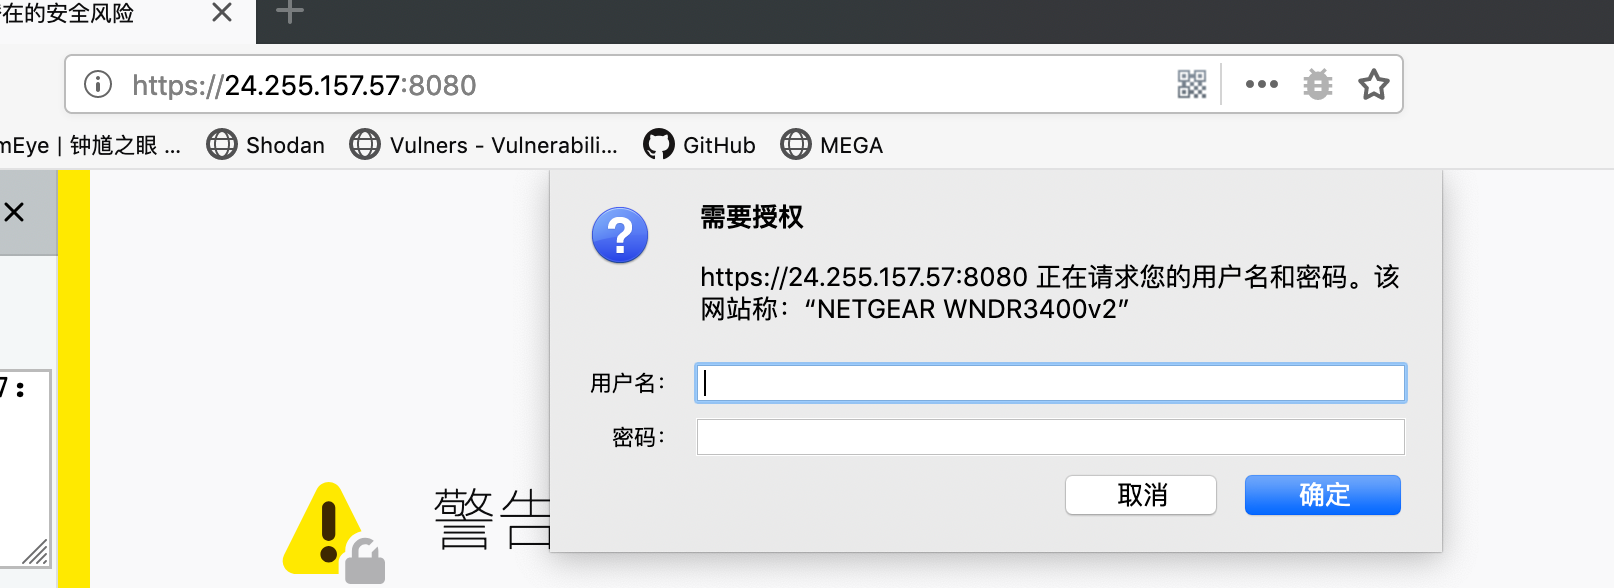 在的安全风险
https://24.255.157.57:8080
mEye | 钟馗之眼 ... Shodan Vulners - Vulnerabili... GitHub MEGA
需要授权
https://24.255.157.57:8080 正在请求您的用户名和密码。该
网站称：“NETGEAR WNDR3400v2”
7:
用户名：
密码：
取消 确定
警告